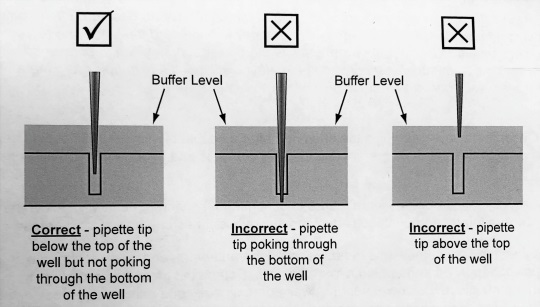 Buffer Level
Buffer Level
Correct - pipette tip
below the top of the
well but not poking
through the bottom
of the well
Incorrect - pipette
tip poking through
the bottom of
the well
Incorrect - pipette
tip above the top
of the well